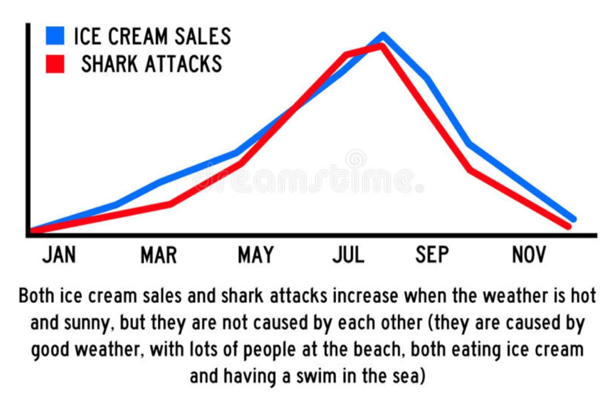 ICE CREAM SALES
SHARK ATTACKS
dreamstime
JAN MAR MAY JUL SEP NOV
Both ice cream sales and shark attacks increase when the weather is hot
and sunny, but they are not caused by each other (they are caused by
good weather, with lots of people at the beach, both eating ice cream
and having a swim in the sea)